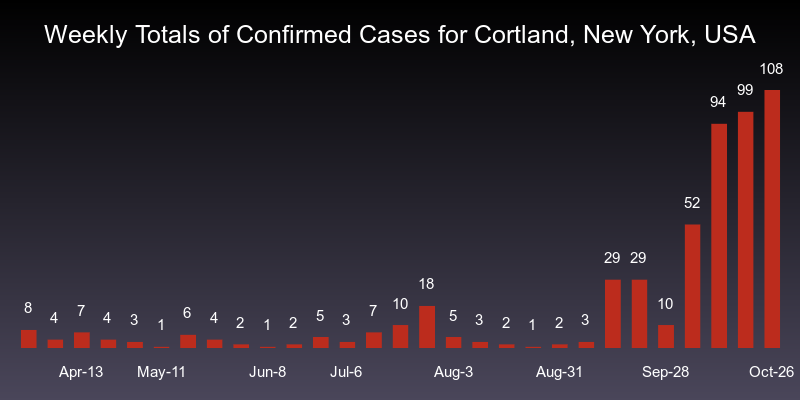 Weekly Totals of Confirmed Cases for Cortland, New York, USA
8 4 7 4 3 1 6 4 2 1 2 5 3 7 10 18 5 3 2 1 2 3 29 29 10 52 94 99 108
Apr-13 May-11 Jun-8 Jul-6 Aug-3 Aug-31 Sep-28 Oct-26